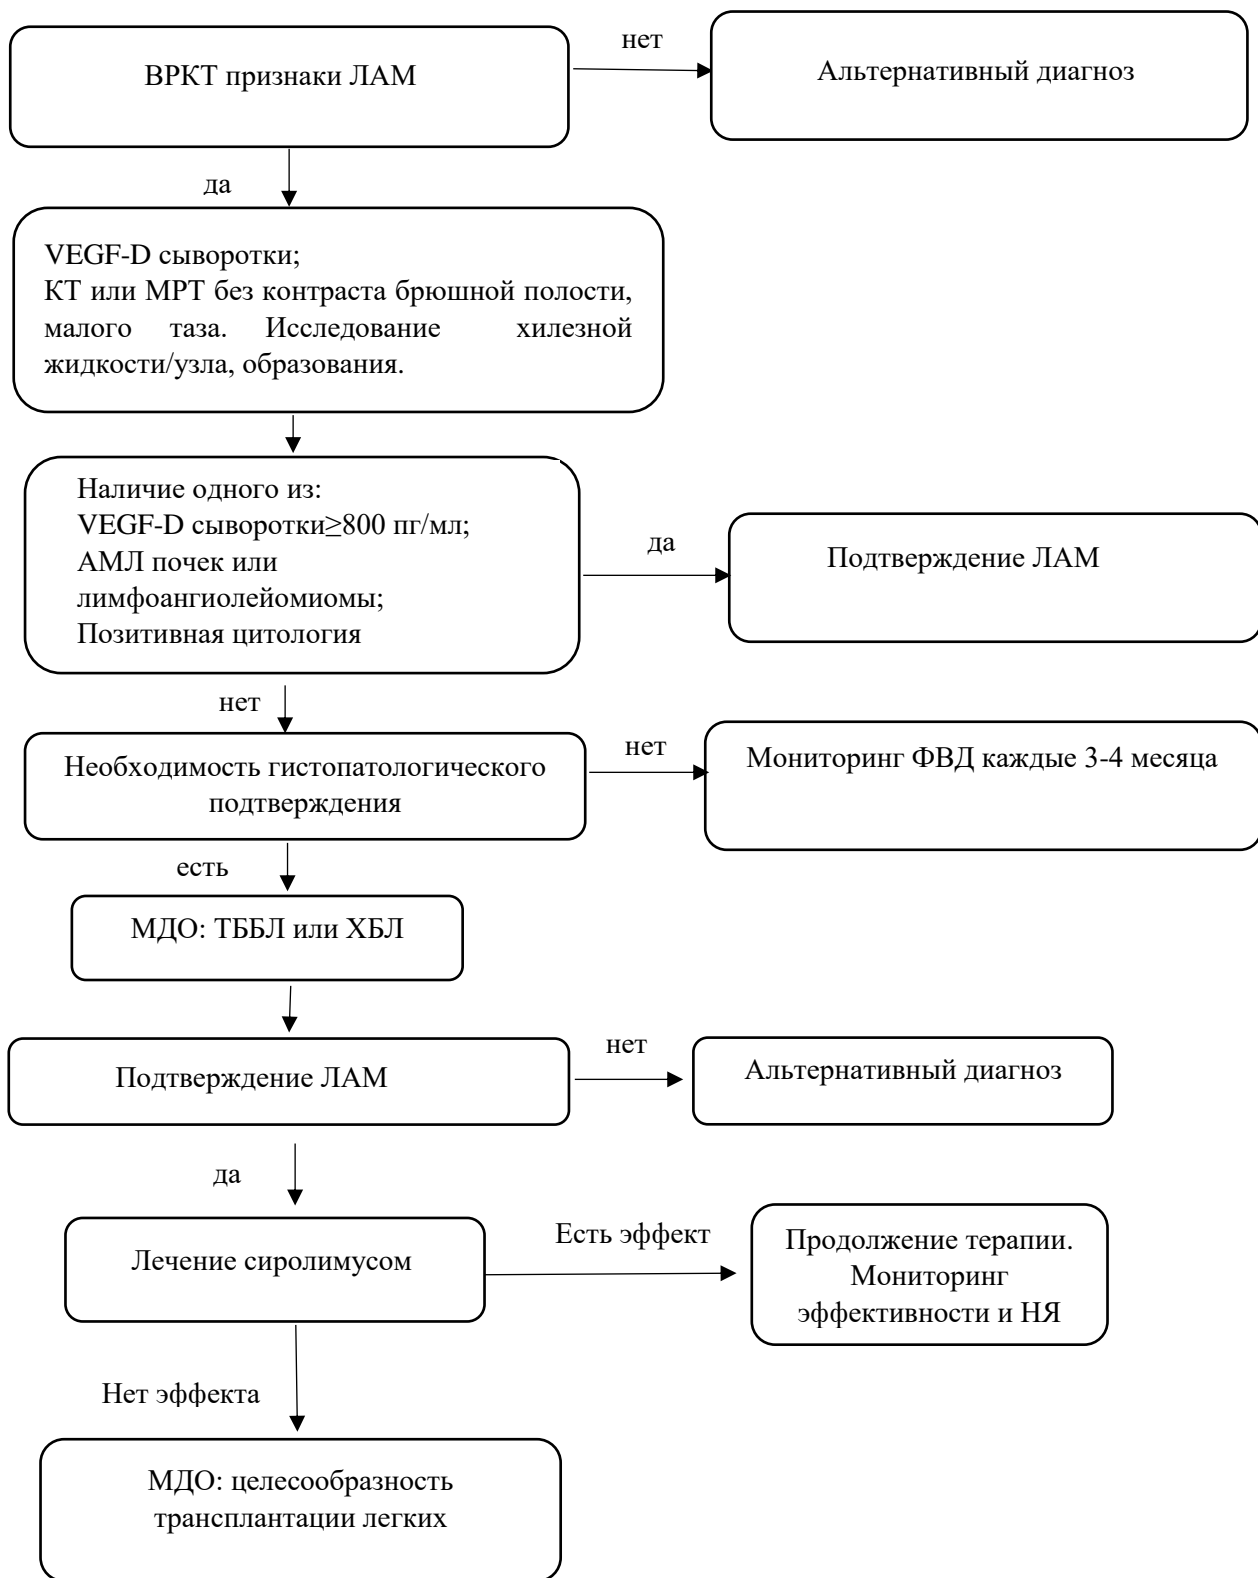 ВРКТ признаки ЛАМ
нет
Альтернативный диагноз
да
VEGF-D сыворотки;
КТ или МРТ без контраста брюшной полости,
малого таза. Исследование хилезной
жидкости/узла, образования.
Наличие одного из:
VEGF-D сыворотки≥800 пг/мл;
АМЛ почек или
лимфоангиолейомиомы;
Позитивная цитология
да
Подтверждение ЛАМ
нет
Необходимость гистопатологического
подтверждения
нет
Мониторинг ФВД каждые 3-4 месяца
есть
МДО: ТББЛ или ХБЛ
Подтверждение ЛАМ
нет
Альтернативный диагноз
да
Лечение сиролимусом
Есть эффект
Продолжение терапии.
Мониторинг
эффективности и НЯ
Нет эффекта
МДО: целесообразность
трансплантации легких